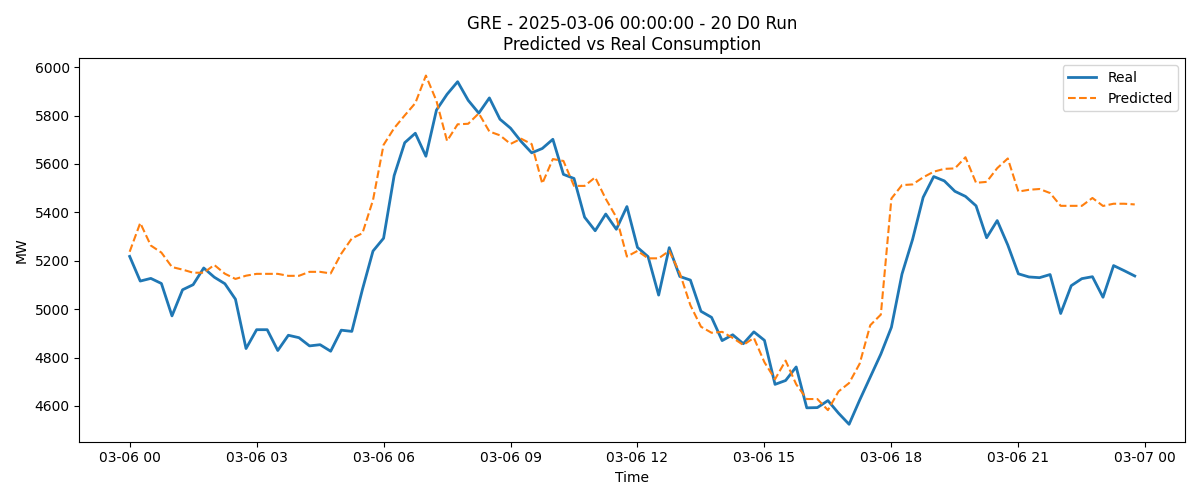 GRE - 2025-03-06 00:00:00 - 20 D0 Run
Predicted vs Real Consumption
6000
5800
5600
5400
5200
5000
4800
4600
MW
Real
Predicted
03-06 00
03-06 03
03-06 06
03-06 09
03-06 12
03-06 15
03-06 18
03-06 21
03-07 00
Time